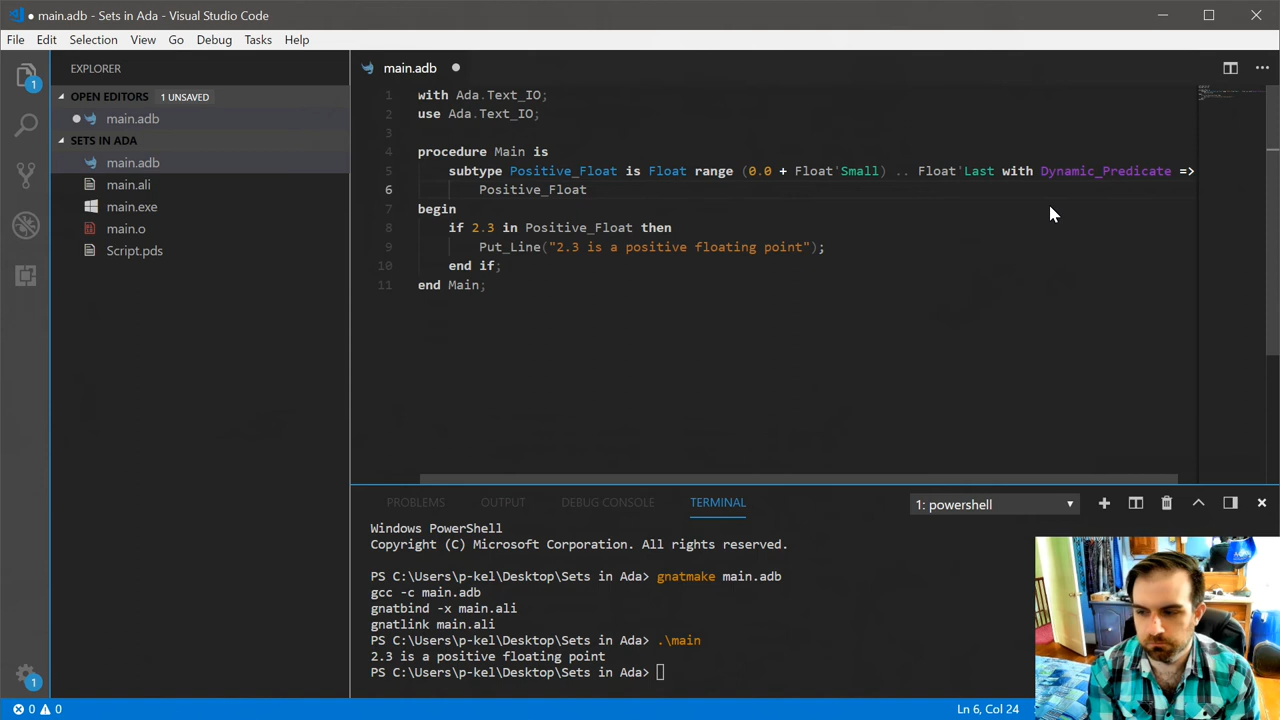 ● main.adb - Sets in Ada - Visual Studio Code
File Edit Selection View Go Debug Tasks Help
EXPLORER
OPEN EDITORS 1 UNSAVED
main.adb
SETS IN ADA
main.adb
main.ali
main.exe
main.o
Script.pds
1
1
main.adb
1 with Ada.Text_IO;
2 use Ada.Text_IO;
3
4 procedure Main is
5 subtype Positive_Float is Float range (0.0 + Float'Small) .. Float'Last with Dynamic_Predicate =>
6 Positive_Float
7 begin
8 if 2.3 in Positive_Float then
9 Put_Line("2.3 is a positive floating point");
10 end if;
11 end Main;
PROBLEMS OUTPUT DEBUG CONSOLE TERMINAL 1: powershell
Windows PowerShell
Copyright (C) Microsoft Corporation. All rights reserved.
PS C:\Users\p-kel\Desktop\Sets in Ada> gnatmake main.adb
gcc -c main.adb
gnatbind -x main.ali
gnatlink main.ali
PS C:\Users\p-kel\Desktop\Sets in Ada> .\main
2.3 is a positive floating point
PS C:\Users\p-kel\Desktop\Sets in Ada>
0 0 Ln 6, Col 24